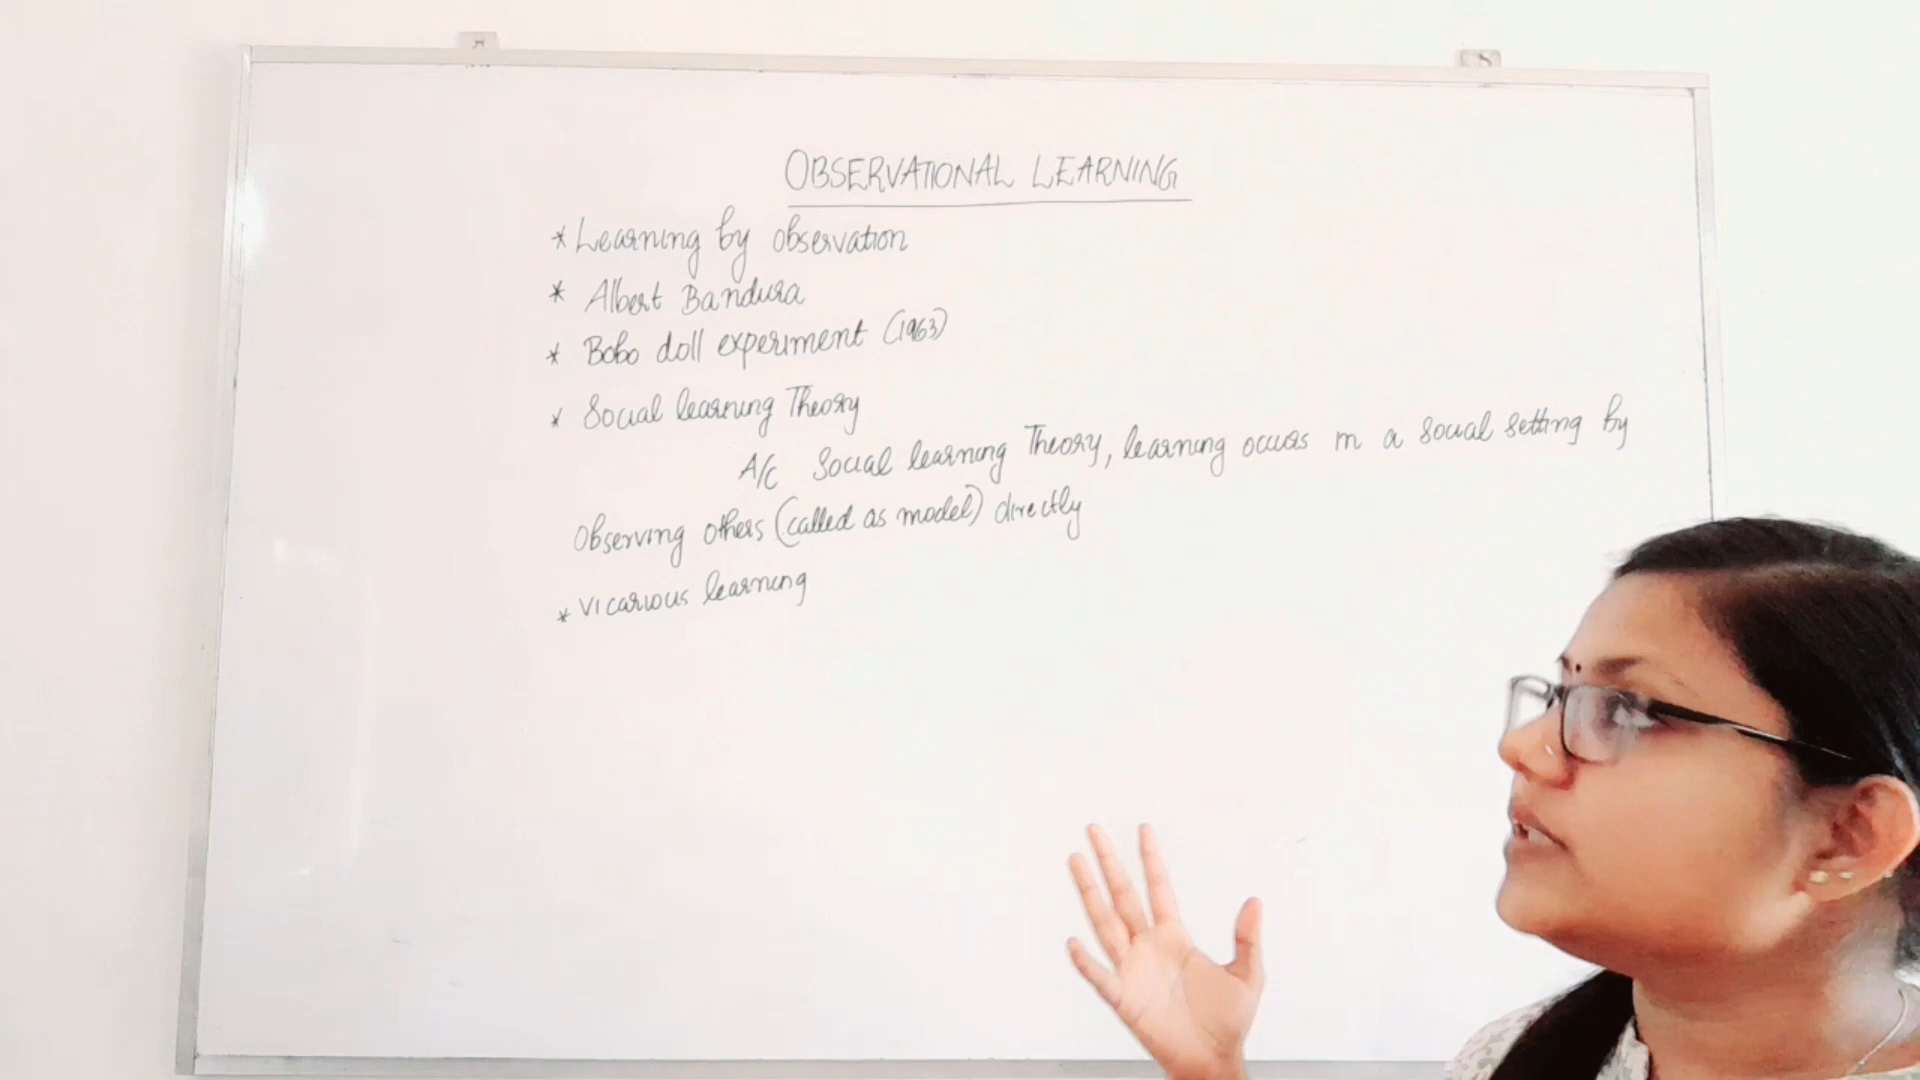 OBSERVATIONAL LEARNING
* Learning by observation
* Albert Bandura
* Bobo doll experiment (1963)
* Social learning Theory
A/c Social learning Theory, learning occurs in a social setting by
observing others (called as model) directly
* Vicarious learning